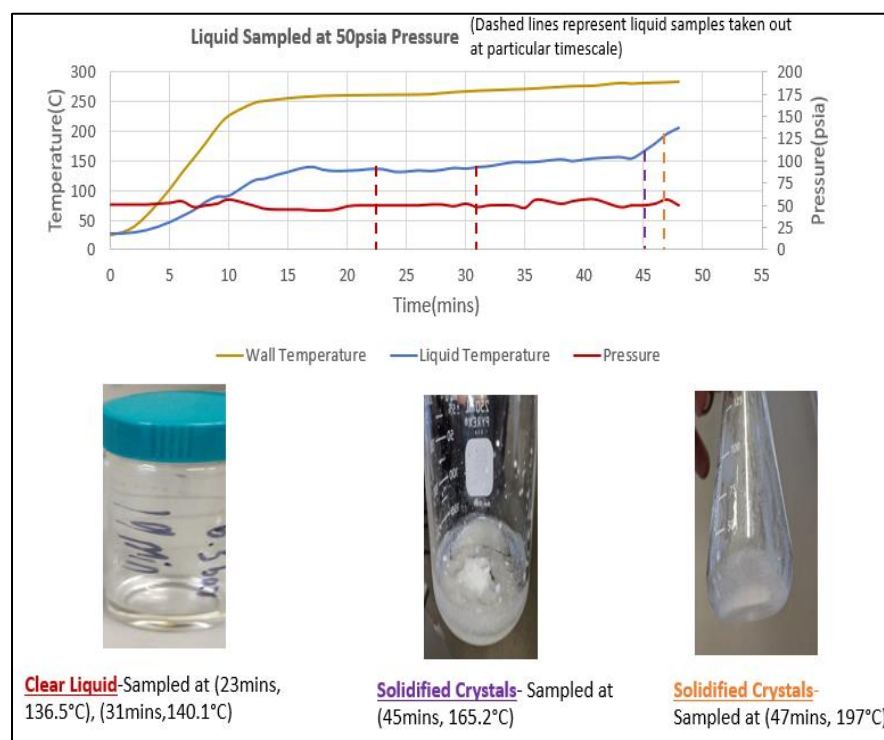 Liquid Sampled at 50psia Pressure
(Dashed lines represent liquid samples taken out
at particular timescale)
300
250
200
150
100
50
0
Temperature(C)
200
175
150
125
100
75
50
25
0
Pressure(psia)
0 5 10 15 20 25 30 35 40 45 50 55
Time(mins)
Wall Temperature Liquid Temperature Pressure
250
PYREX
50
100
Clear Liquid-Sampled at (23mins,
136.5°C), (31mins,140.1°C)
Solidified Crystals- Sampled at
(45mins, 165.2°C)
Solidified Crystals-
Sampled at (47mins, 197°C)